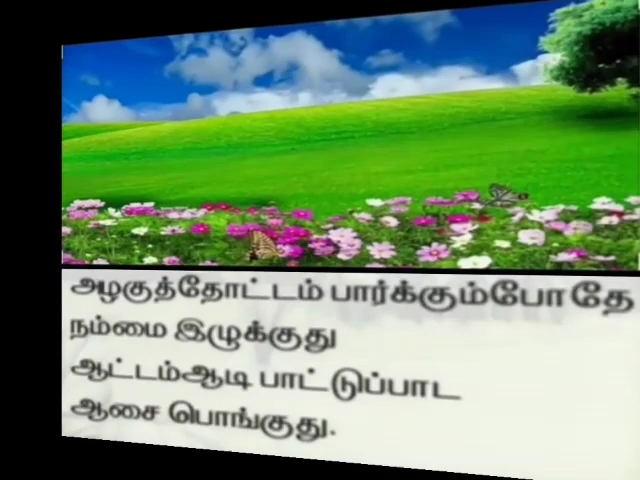 அழகுத்தோட்டம் பார்க்கும்போதே
நம்மை இழுக்குது
ஆட்டம்ஆடி பாட்டுப்பாட
ஆசை பொங்குது.